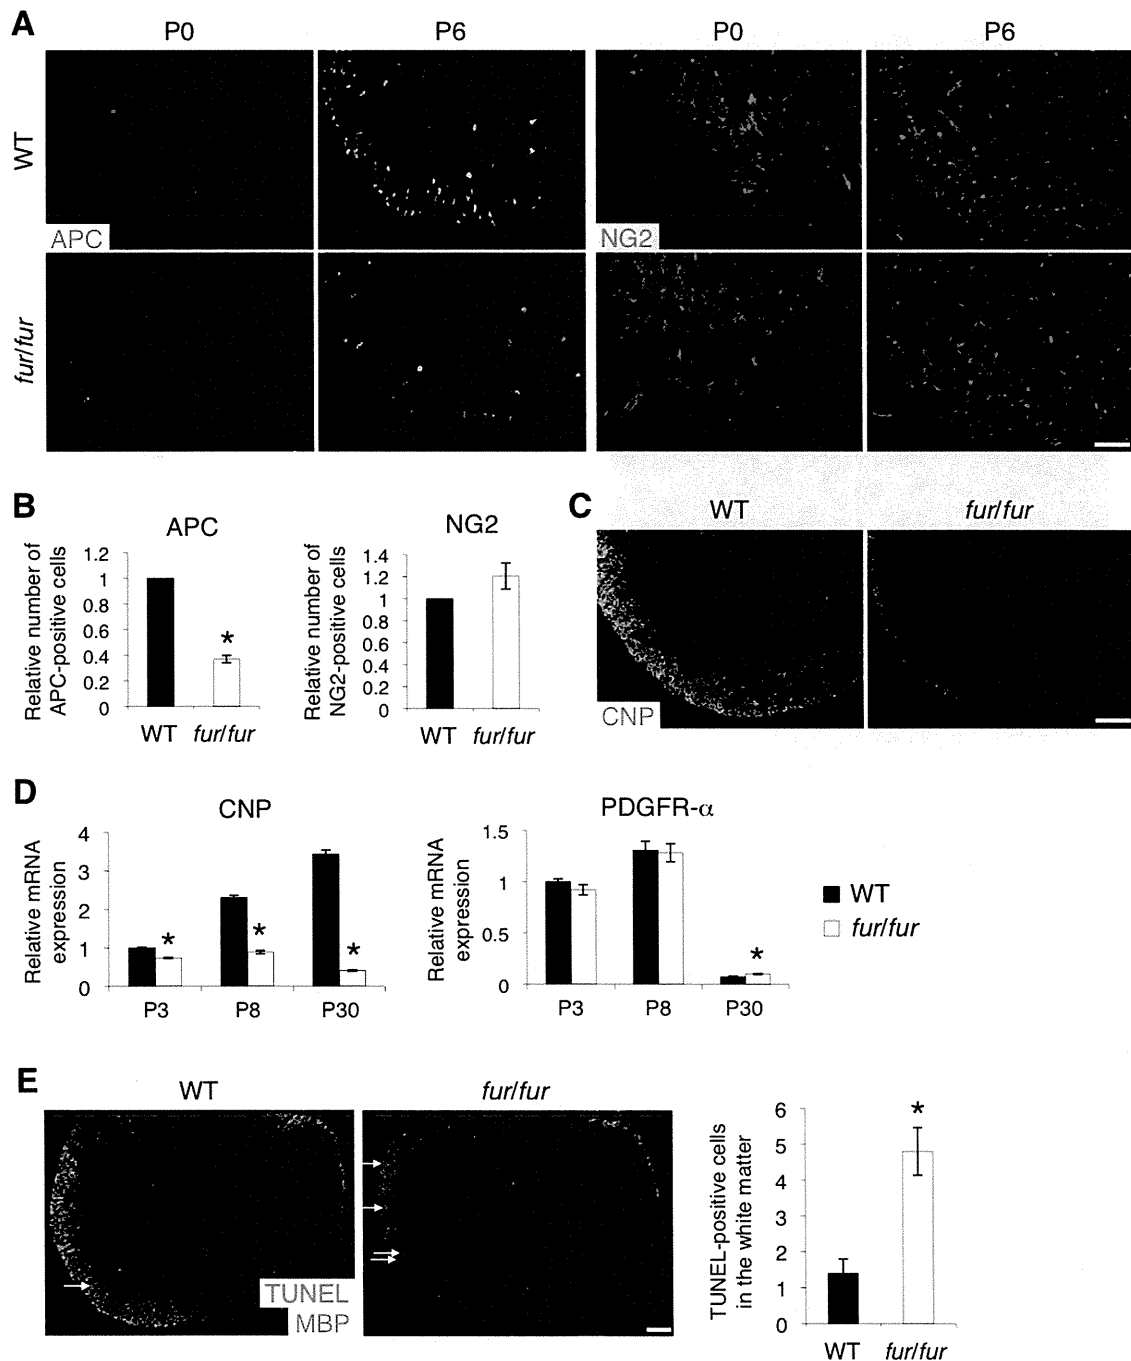 A
P0 P6 P0 P6
WT
APC
NG2
fur/fur
B
APC
Relative number of
APC-positive cells
1.2
1
0.8
0.6
0.4
0.2
0
*
WT fur/fur
NG2
Relative number of
NG2-positive cells
1.4
1.2
1
0.8
0.6
0.4
0.2
0
WT fur/fur
C
WT fur/fur
CNP
D
CNP
Relative mRNA
expression
4
3
2
1
0
* * *
P3 P8 P30
PDGFR-α
Relative mRNA
expression
1.5
1
0.5
0
*
P3 P8 P30
WT
fur/fur
E
WT fur/fur
TUNEL
MBP
TUNEL-positive cells
in the white matter
6
5
4
3
2
1
0
*
WT fur/fur